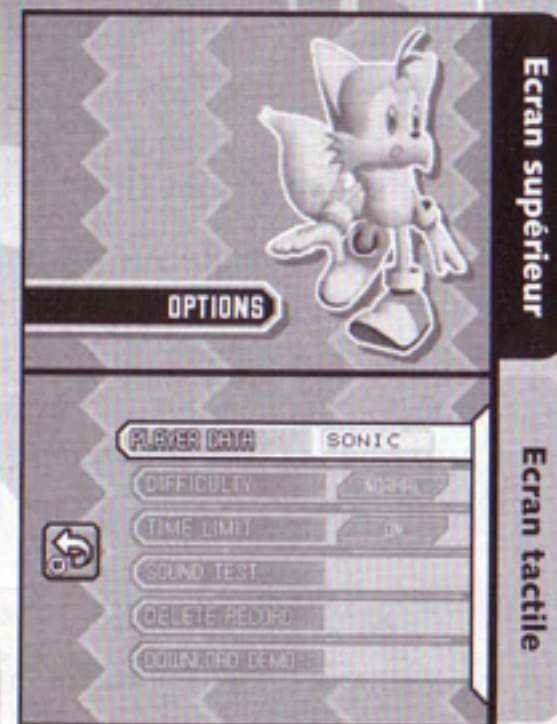 Ecran supérieur
OPTIONS
Ecran tactile
PLAYER DATA SONIC
DIFFICULTY NORMAL
TIME LIMIT ON
SOUND TEST
DELETE RECORD
DOWNLOAD DEMO
B